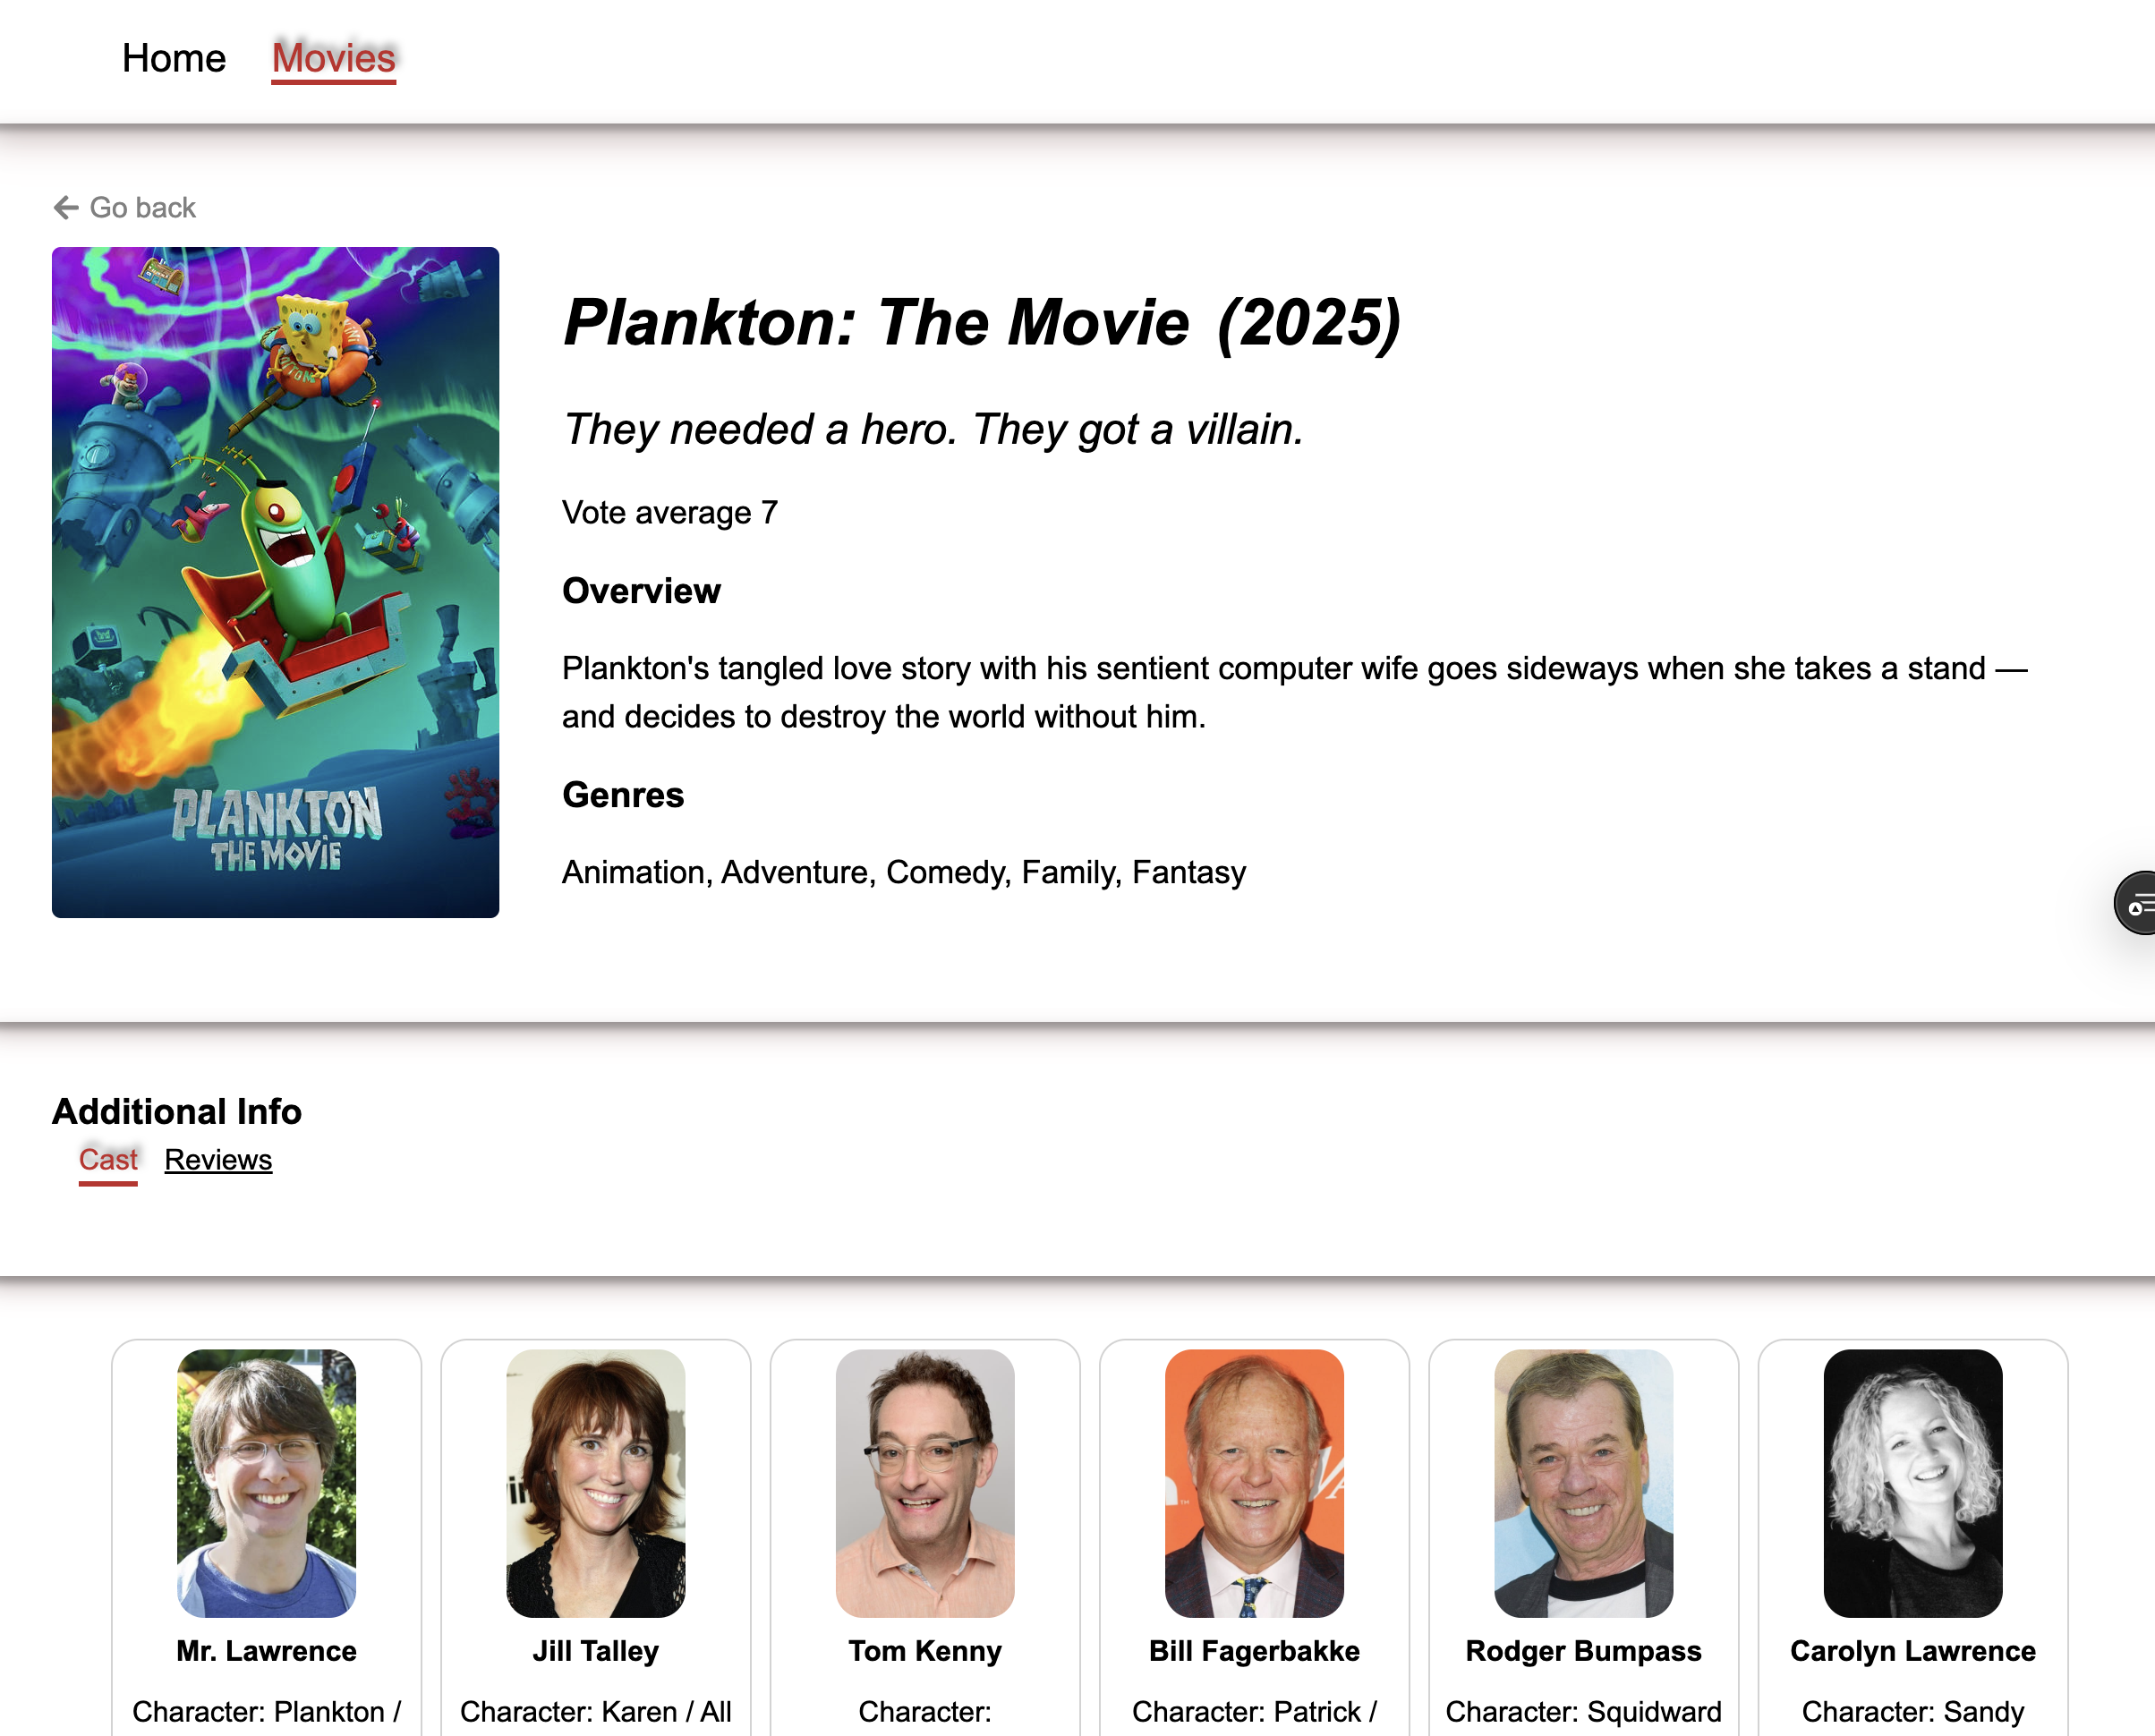 Home Movies
Go back
Plankton: The Movie (2025)
They needed a hero. They got a villain.
Vote average 7
Overview
Plankton's tangled love story with his sentient computer wife goes sideways when she takes a stand —
and decides to destroy the world without him.
Genres
Animation, Adventure, Comedy, Family, Fantasy
PLANKTON
THE MOVIE
Additional Info
Cast Reviews
Mr. Lawrence
Jill Talley
Tom Kenny
Bill Fagerbakke
Rodger Bumpass
Carolyn Lawrence
Character: Plankton /
Character: Karen / All
Character:
Character: Patrick /
Character: Squidward
Character: Sandy